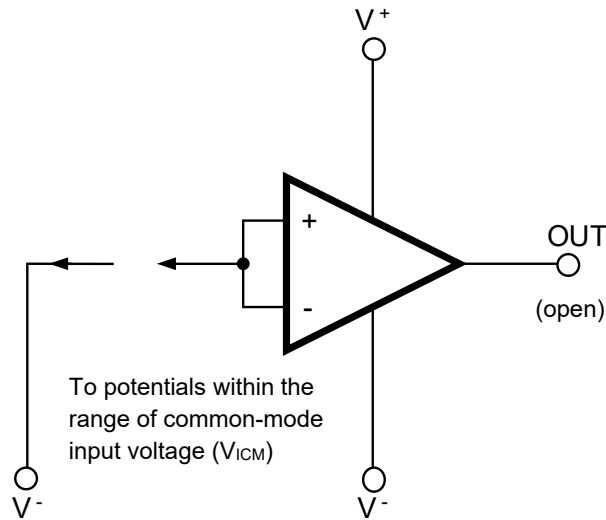 V+
+
-
OUT
(open)
To potentials within the
range of common-mode
input voltage (VICM)
V-
V-